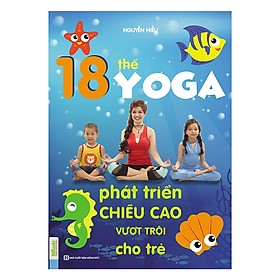 NGUYỄN HIẾU
18 thế
YOGA
phát triển
CHIỀU CAO
VƯỢT TRỘI
cho trẻ